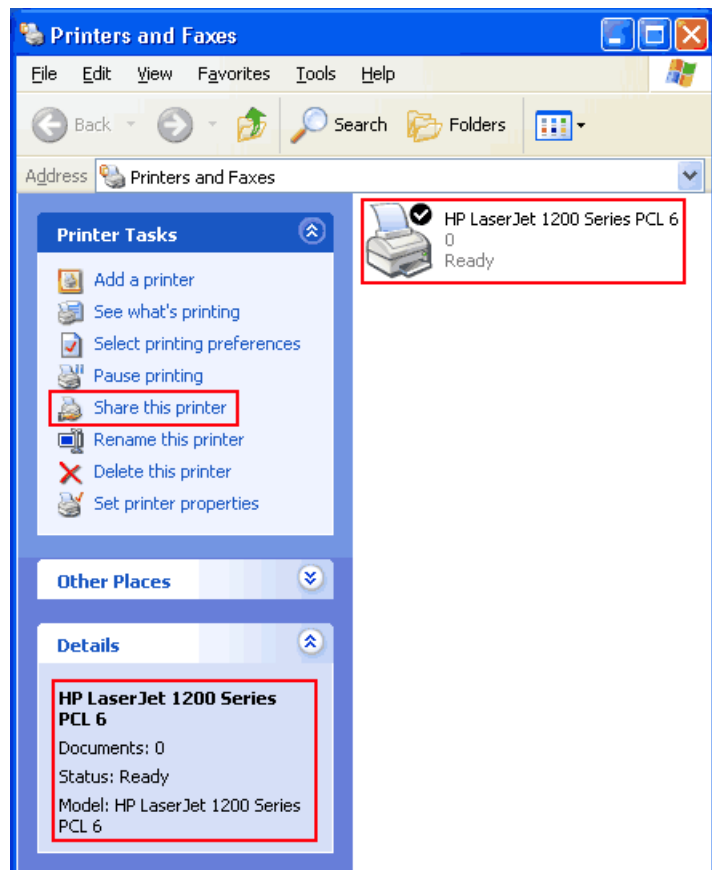 Printers and Faxes
File Edit View Favorites Tools Help
Back Search Folders
Address Printers and Faxes
Printer Tasks
Add a printer
See what's printing
Select printing preferences
Pause printing
Share this printer
Rename this printer
Delete this printer
Set printer properties
Other Places
Details
HP LaserJet 1200 Series
PCL 6
Documents: 0
Status: Ready
Model: HP LaserJet 1200 Series
PCL 6
HP LaserJet 1200 Series PCL 6
0
Ready